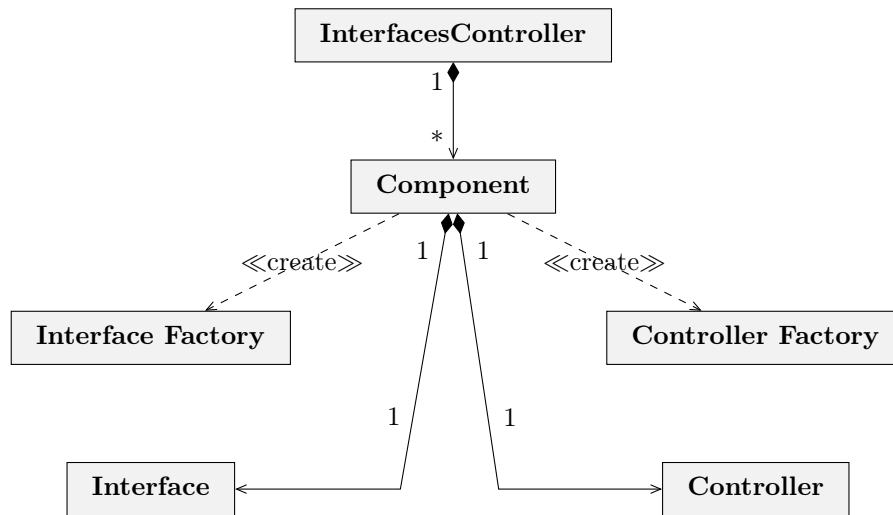 InterfacesController
1
*
Component
1
1
≪create≫
≪create≫
Interface Factory
Controller Factory
1
1
Interface
Controller